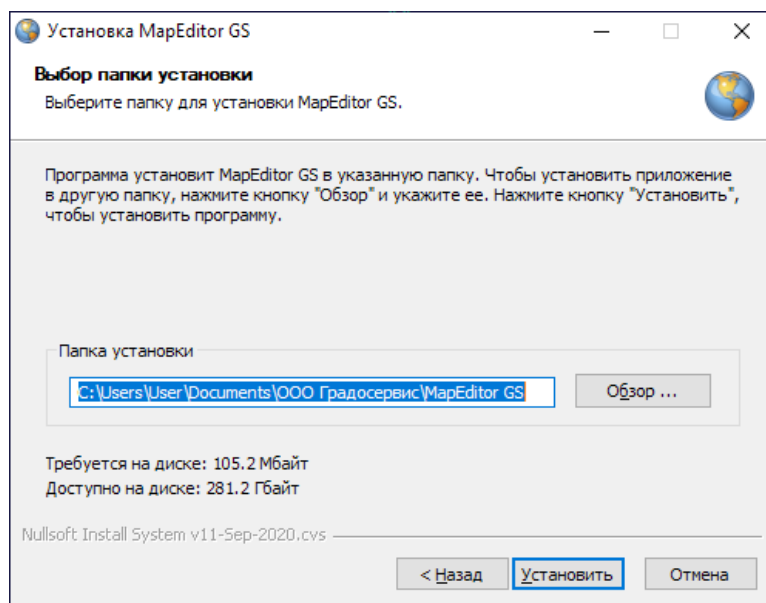 Установка MapEditor GS
Выбор папки установки
Выберите папку для установки MapEditor GS.
Программа установит MapEditor GS в указанную папку. Чтобы установить приложение
в другую папку, нажмите кнопку "Обзор" и укажите ее. Нажмите кнопку "Установить",
чтобы установить программу.
Папка установки
C:\Users\User\Documents\ООО Градосервис\MapEditor GS
Обзор ...
Требуется на диске: 105.2 Мбайт
Доступно на диске: 281.2 Гбайт
Nullsoft Install System v11-Sep-2020.cvs
< Назад
Установить
Отмена